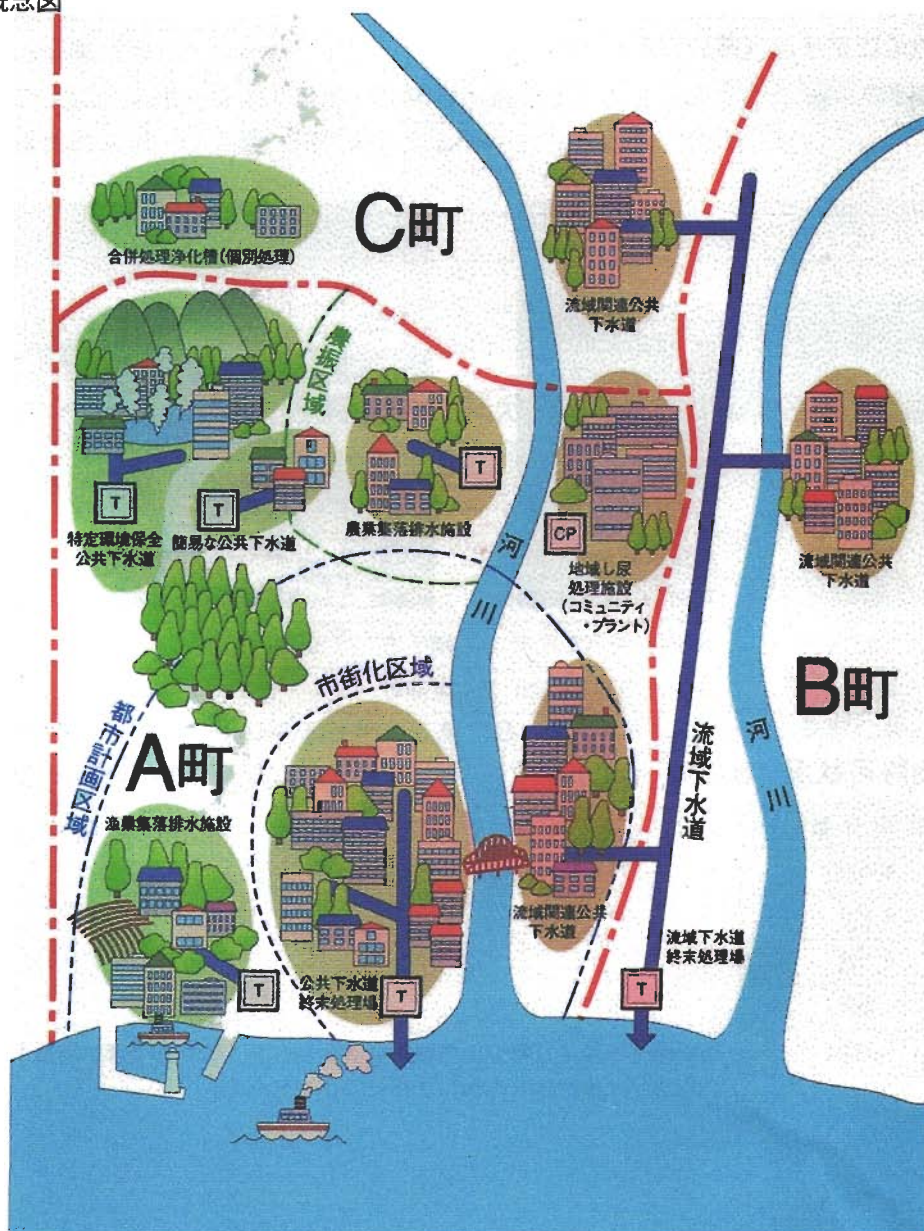 概念図
C町
合併処理浄化槽(個別処理)
流域関連公共
下水道
農振区域
T
特定環境保全
公共下水道
T
簡易な公共下水道
T
農業集落排水施設
CP
地域し尿
処理施設
(コミュニティ
・プラント)
流域関連公共
下水道
河川
市街化区域
都市計画区域
A町
B町
河川
流域下水道
漁農集落排水施設
T
公共下水道
終末処理場
T
流域関連公共
下水道
流域下水道
終末処理場
T